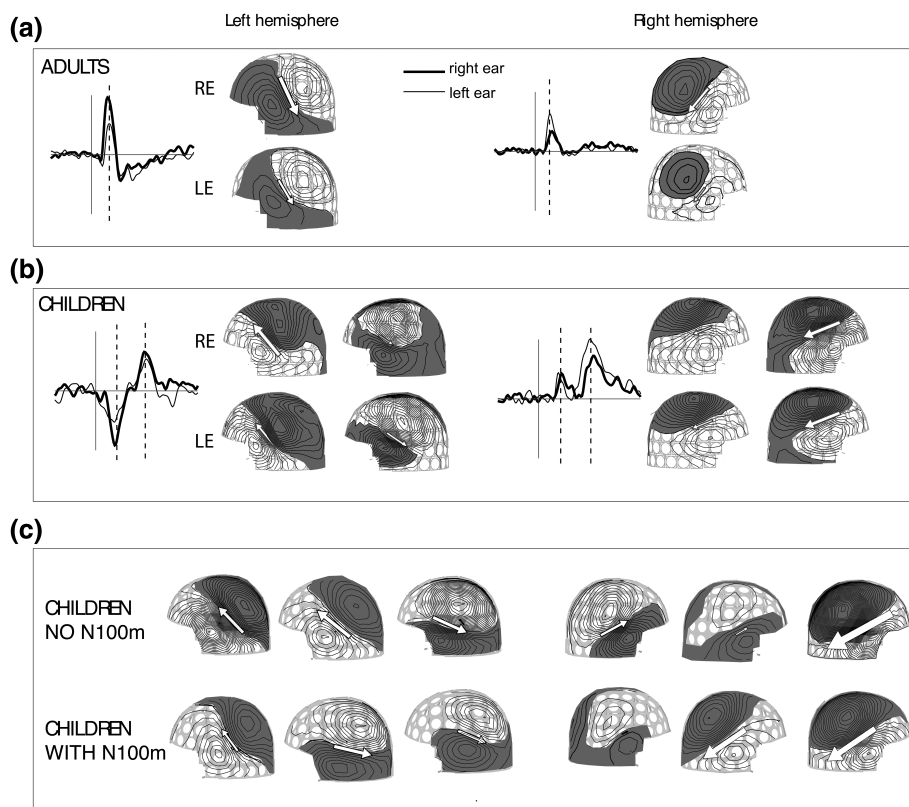 Left hemisphere
Right hemisphere
(a)
ADULTS
RE
LE
right ear
left ear
(b)
CHILDREN
RE
LE
(c)
CHILDREN
NO N100m
CHILDREN
WITH N100m